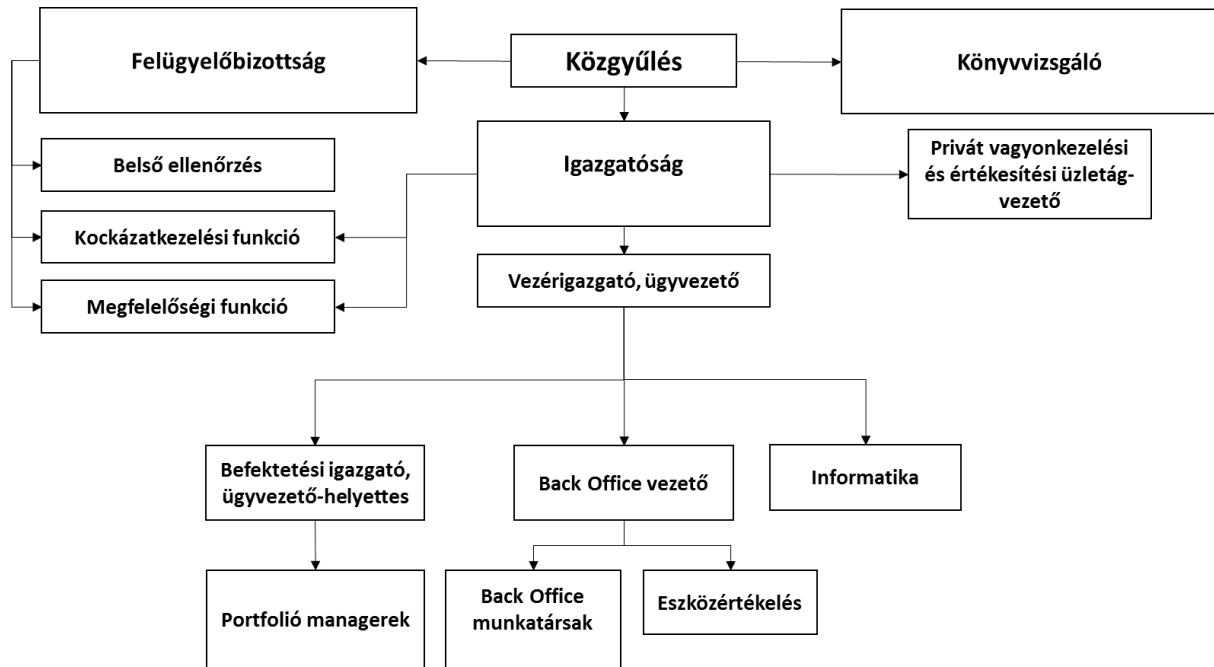 Felügyelőbizottság
Közgyűlés
Könyvvizsgáló
Belső ellenőrzés
Igazgatóság
Privát vagyonkezelési
és értékesítési üzletág-
vezető
Kockázatkezelési funkció
Megfelelőségi funkció
Vezérigazgató, ügyvezető
Befektetési igazgató,
ügyvezető-helyettes
Back Office vezető
Informatika
Portfolió managerek
Back Office
munkatársak
Eszközértékelés